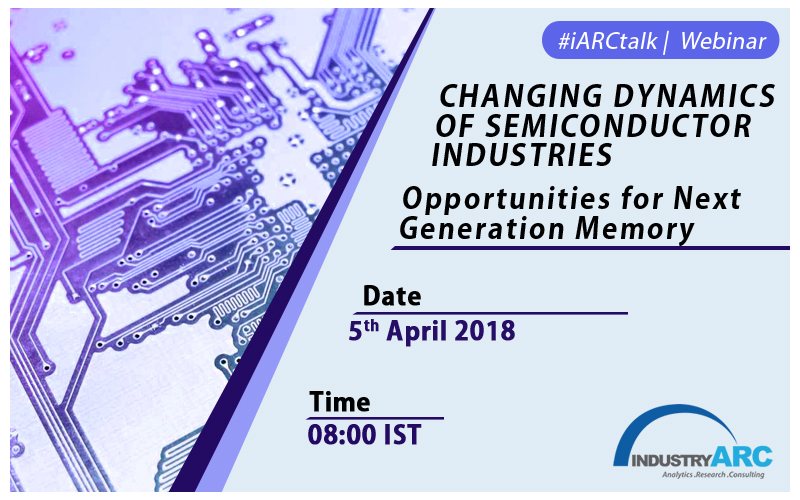 #iARCtalk | Webinar
CHANGING DYNAMICS
OF SEMICONDUCTOR
INDUSTRIES
Opportunities for Next
Generation Memory
Date
5th April 2018
Time
08:00 IST
INDUSTRYARC
Analytics .Research .Consulting